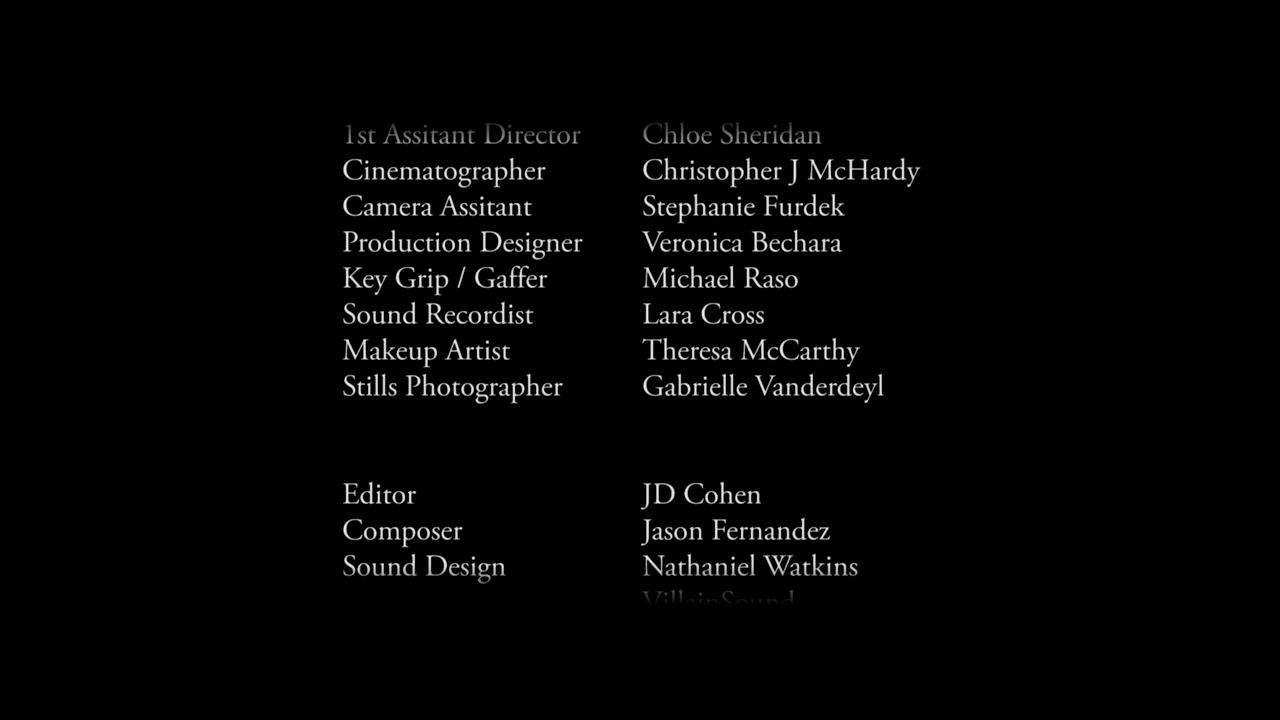 1st Assitant Director Chloe Sheridan
Cinematographer Christopher J McHardy
Camera Assitant Stephanie Furdek
Production Designer Veronica Bechara
Key Grip / Gaffer Michael Raso
Sound Recordist Lara Cross
Makeup Artist Theresa McCarthy
Stills Photographer Gabrielle Vanderdeyl
Editor JD Cohen
Composer Jason Fernandez
Sound Design Nathaniel Watkins
VillainSound